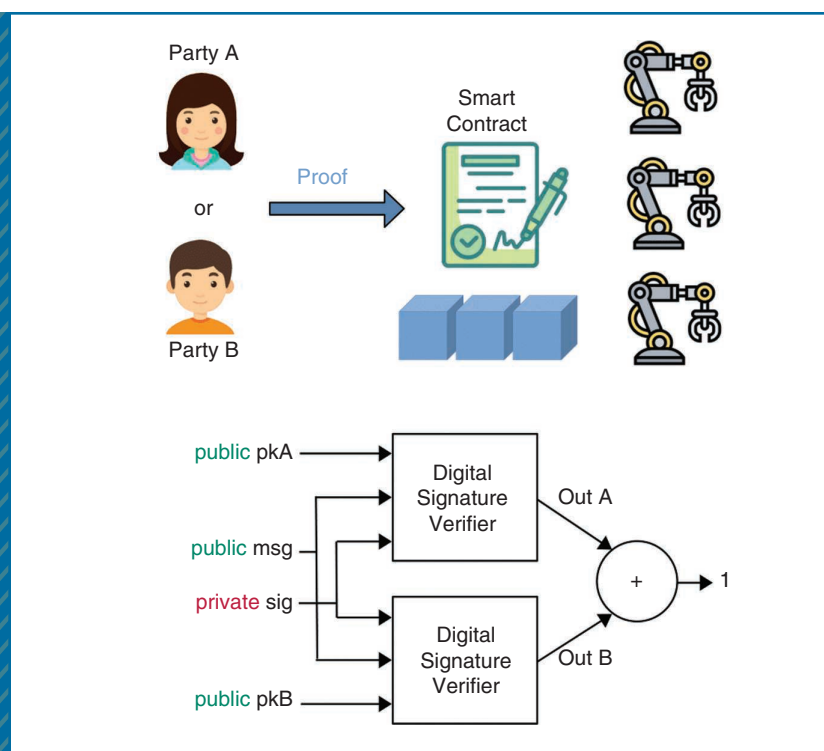 Party A
Smart
Contract
Proof
or
Party B
public pkA
Digital
Signature
Verifier
Out A
public msg
+
1
private sig
Digital
Signature
Verifier
Out B
public pkB